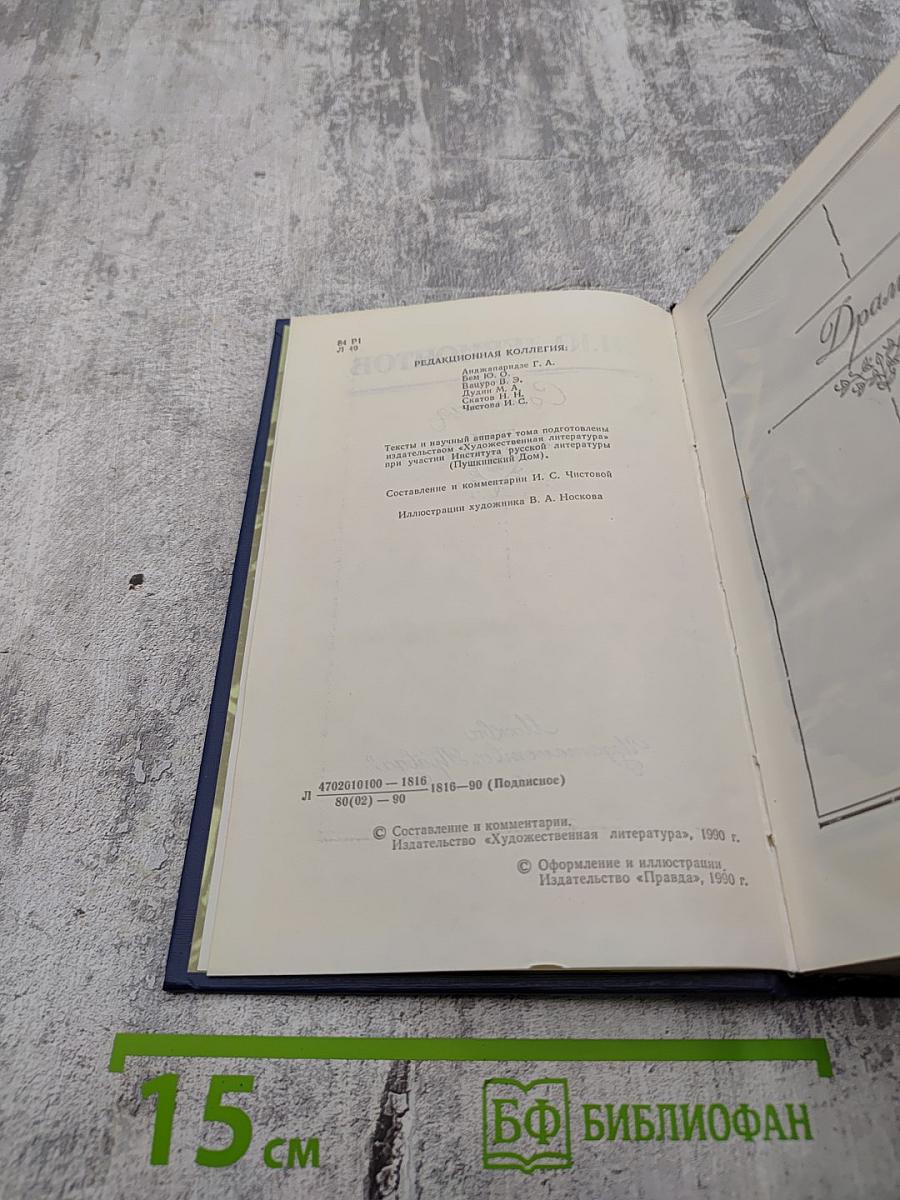 84 Р1
Л 49
РЕДАКЦИОННАЯ КОЛЛЕГИЯ:
Анджапаридзе Г. А.
Бем Ю. О.
Вацуро В. Э.
Дудин М. А.
Скатов Н. Н.
Чистова И. С.
Тексты и научный аппарат тома подготовлены
издательством «Художественная литература»
при участии Института русской литературы
(Пушкинский Дом).
Составление и комментарии И. С. Чистовой
Иллюстрации художника В. А. Носкова
Л 4702010100 — 1816
80(02) — 90
1816—90 (Подписное)
© Составление и комментарии.
Издательство «Художественная литература», 1990 г.
© Оформление и иллюстрации.
Издательство «Правда», 1990 г.
15 см
БФ БИБЛИОФАН